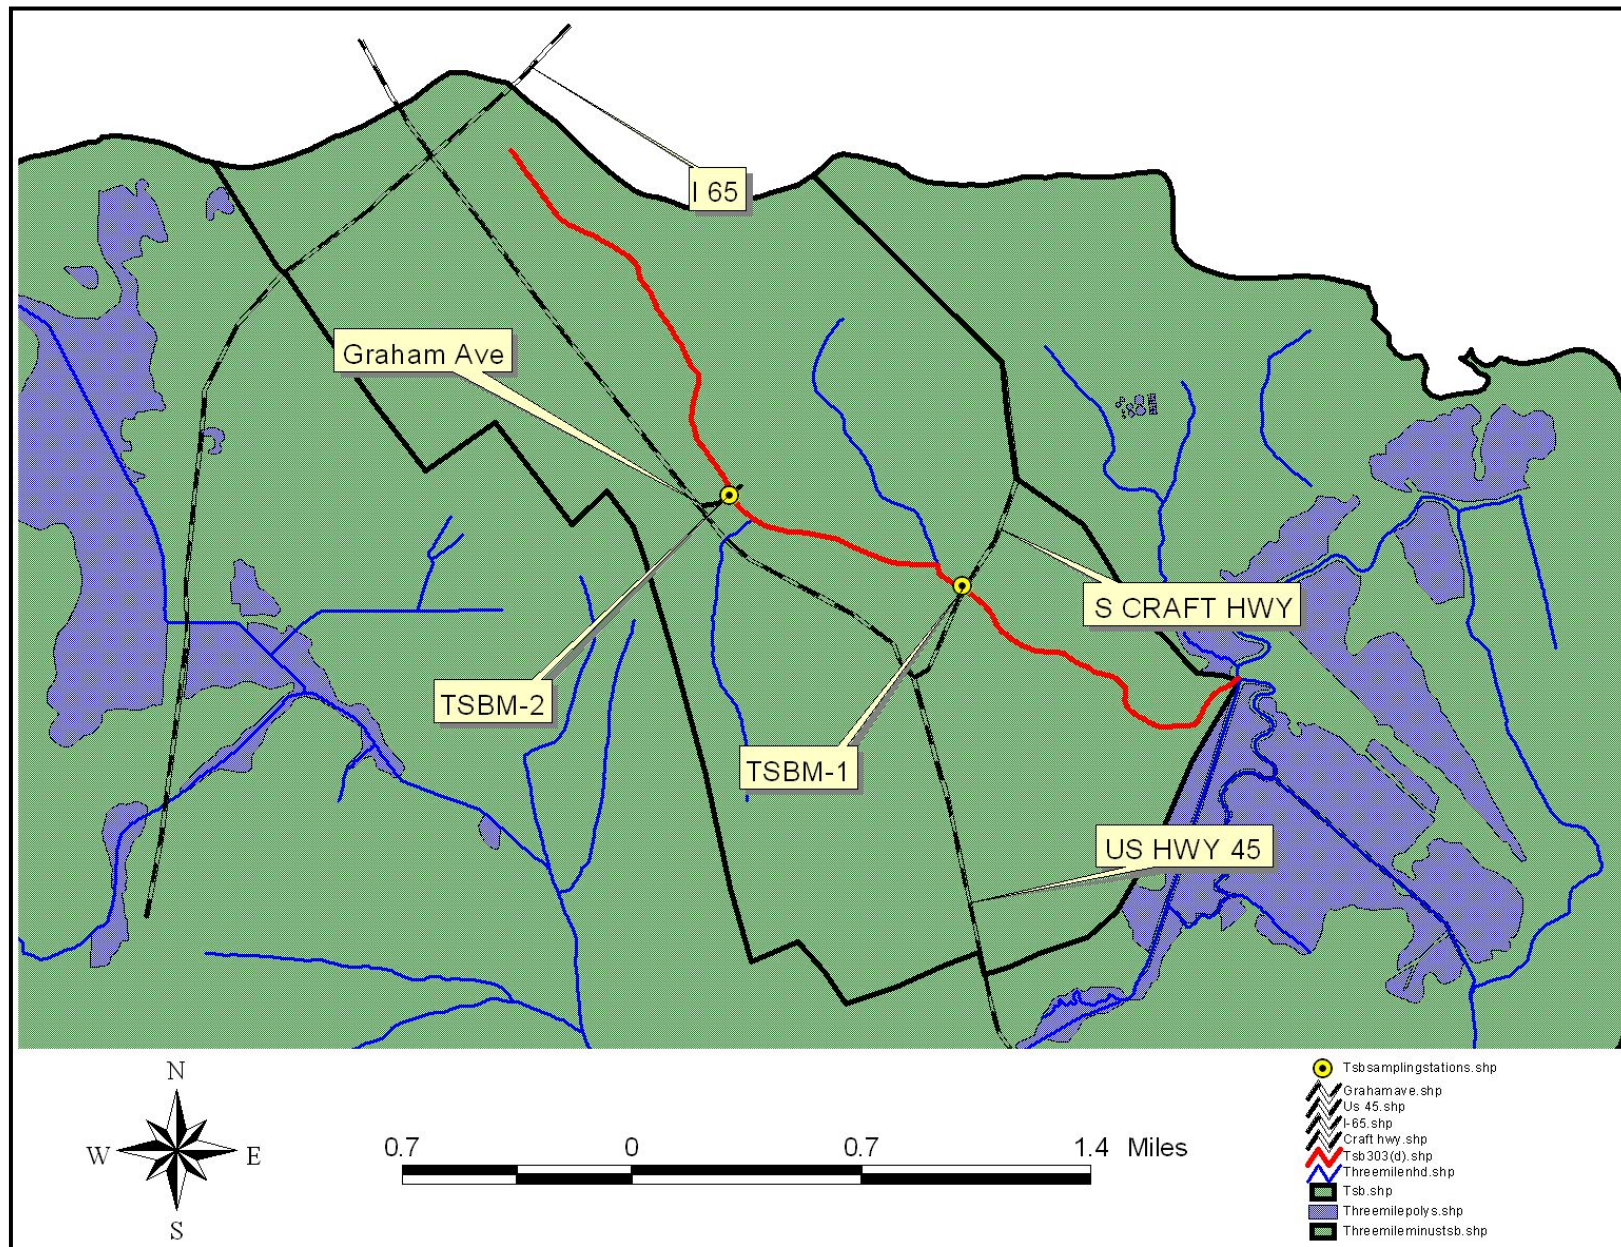 I 65
Graham Ave
S CRAFT HWY
TSBM-2
TSBM-1
US HWY 45
N
W
E
S
0.7
0
0.7
1.4 Miles
Tsbsamplingstations.shp
Grahamave.shp
Us 45.shp
I-65.shp
Craft hwy.shp
Tsb303(d).shp
Threemilenhd.shp
Tsb.shp
Threemilepolys.shp
Threemileminustsb.shp